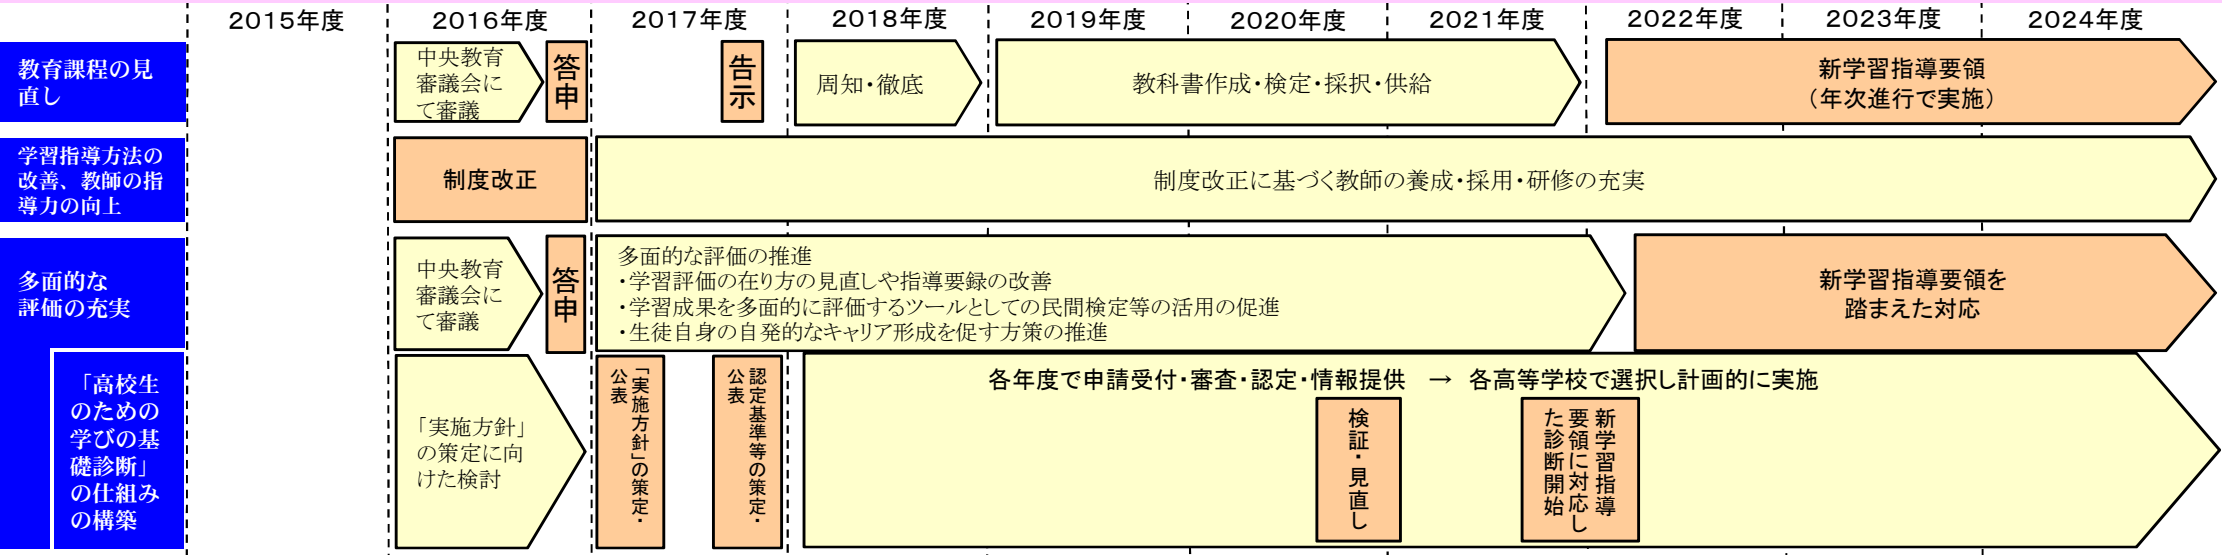 2015年度
2016年度
2017年度
2018年度
2019年度
2020年度
2021年度
2022年度
2023年度
2024年度
教育課程の見
直し
中央教育
審議会に
て審議
答申
告示
周知・徹底
教科書作成・検定・採択・供給
新学習指導要領
（年次進行で実施）
学習指導方法の
改善、教師の指
導力の向上
制度改正
制度改正に基づく教師の養成・採用・研修の充実
多面的な
評価の充実
中央教育
審議会に
て審議
答申
多面的な評価の推進
・学習評価の在り方の見直しや指導要録の改善
・学習成果を多面的に評価するツールとしての民間検定等の活用の促進
・生徒自身の自発的なキャリア形成を促す方策の推進
新学習指導要領を
踏まえた対応
「高校生
のための
学びの基
礎診断」
の仕組み
の構築
「実施方針」
の策定に向
けた検討
「実施方針」の策定・
公表
認定基準等の策定・
公表
各年度で申請受付・審査・認定・情報提供　→　各高等学校で選択し計画的に実施
検証・見直し
新学習指導
要領に対応し
た診断開始